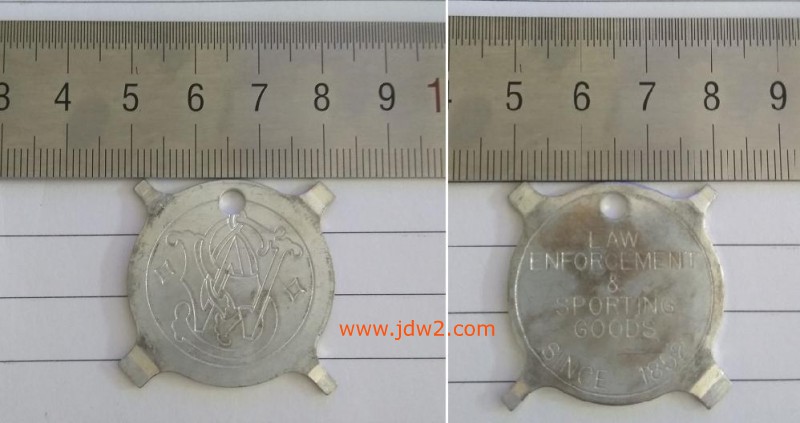 3 4 5 6 7 8 9 1
5 6 7 8 9
LAW
ENFORCEMENT
&
SPORTING
GOODS
SINCE 1852
www.jdw2.com